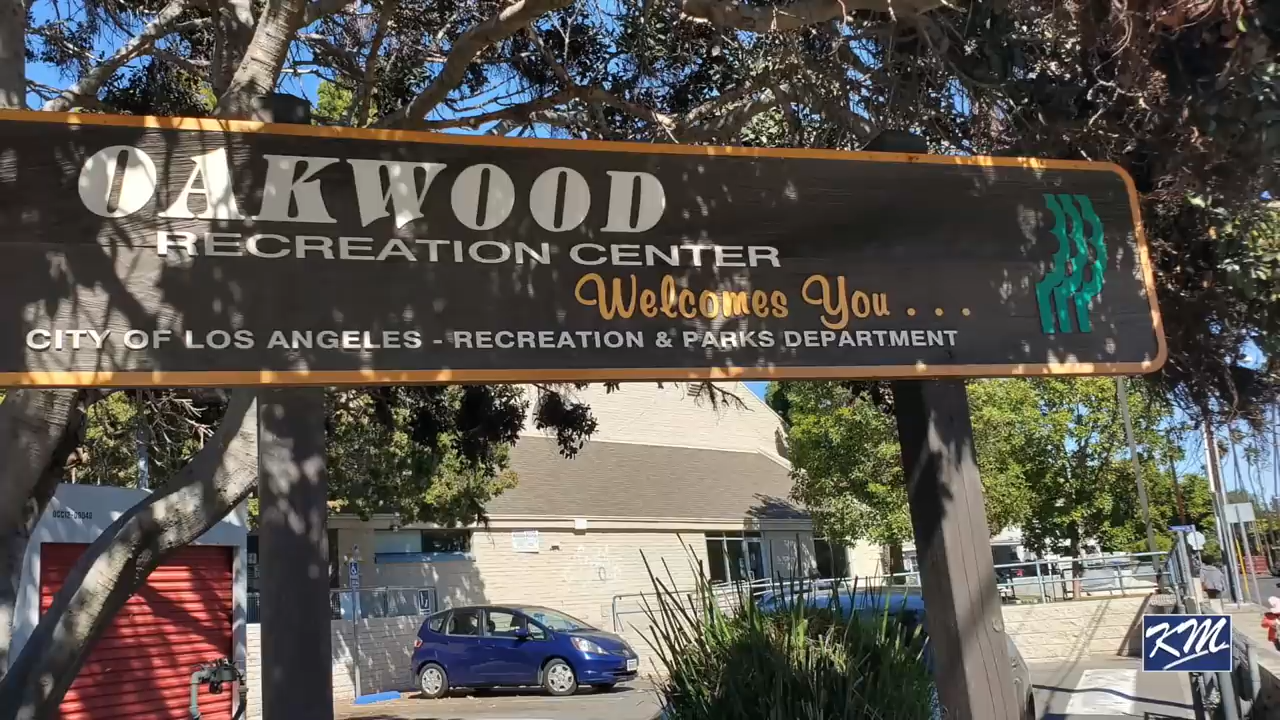 OAKWOOD
RECREATION CENTER
Welcomes You . . .
CITY OF LOS ANGELES - RECREATION & PARKS DEPARTMENT
KM